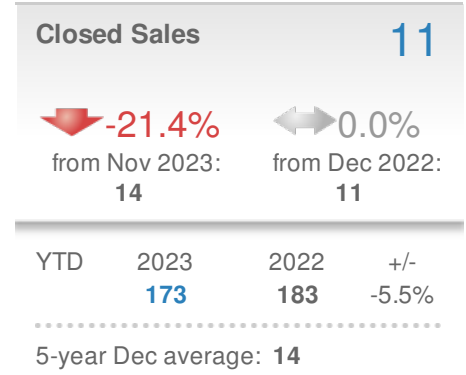 Closed Sales 11
-21.4% 0.0%
from Nov 2023: from Dec 2022:
14 11
YTD 2023 2022 +/-
173 183 -5.5%
5-year Dec average: 14